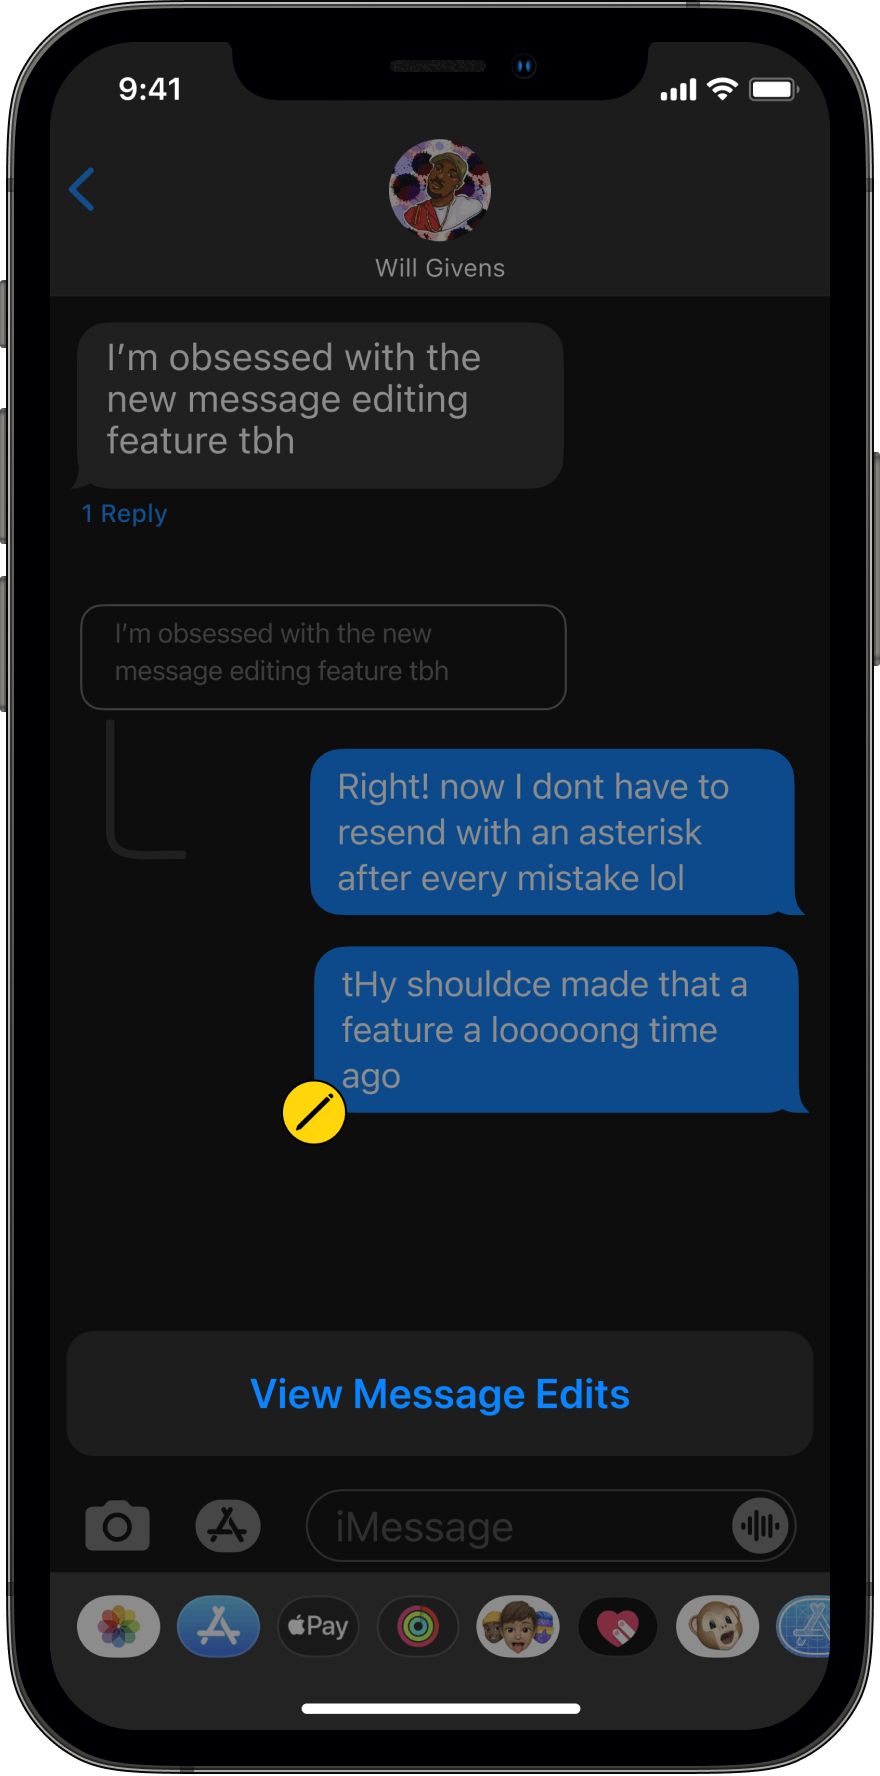 9:41
Will Givens
I’m obsessed with the
new message editing
feature tbh
1 Reply
I’m obsessed with the new
message editing feature tbh
Right! now I dont have to
resend with an asterisk
after every mistake lol
tHy shouldce made that a
feature a looooong time
ago
View Message Edits
iMessage
Pay